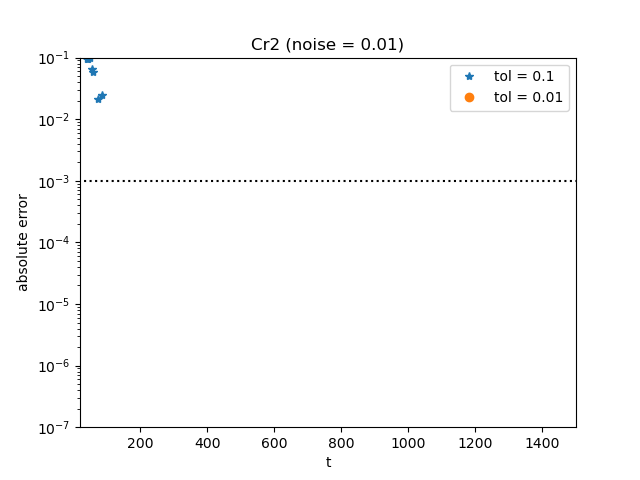 Cr2 (noise = 0.01)
tol = 0.1
tol = 0.01
absolute error
10⁻¹
10⁻²
10⁻³
10⁻⁴
10⁻⁵
10⁻⁶
10⁻⁷
200 400 600 800 1000 1200 1400
t